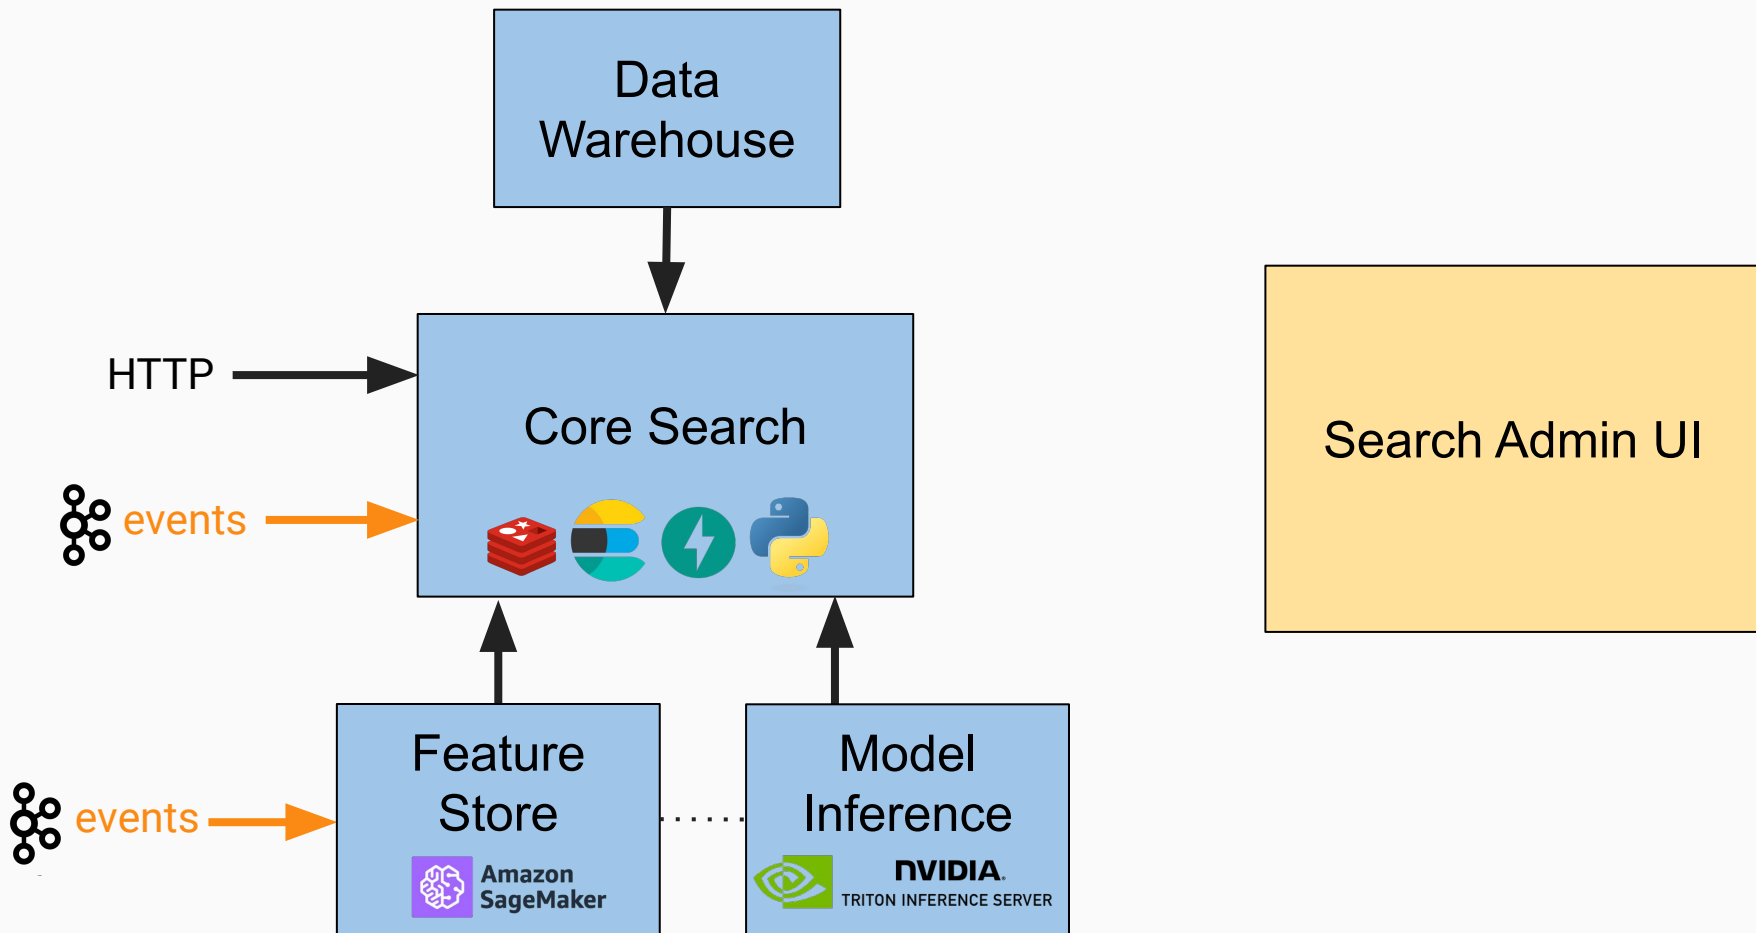 Data
Warehouse
HTTP
Core Search
Search Admin UI
events
Feature
Store
Model
Inference
events
Amazon
SageMaker
NVIDIA.
TRITON INFERENCE SERVER